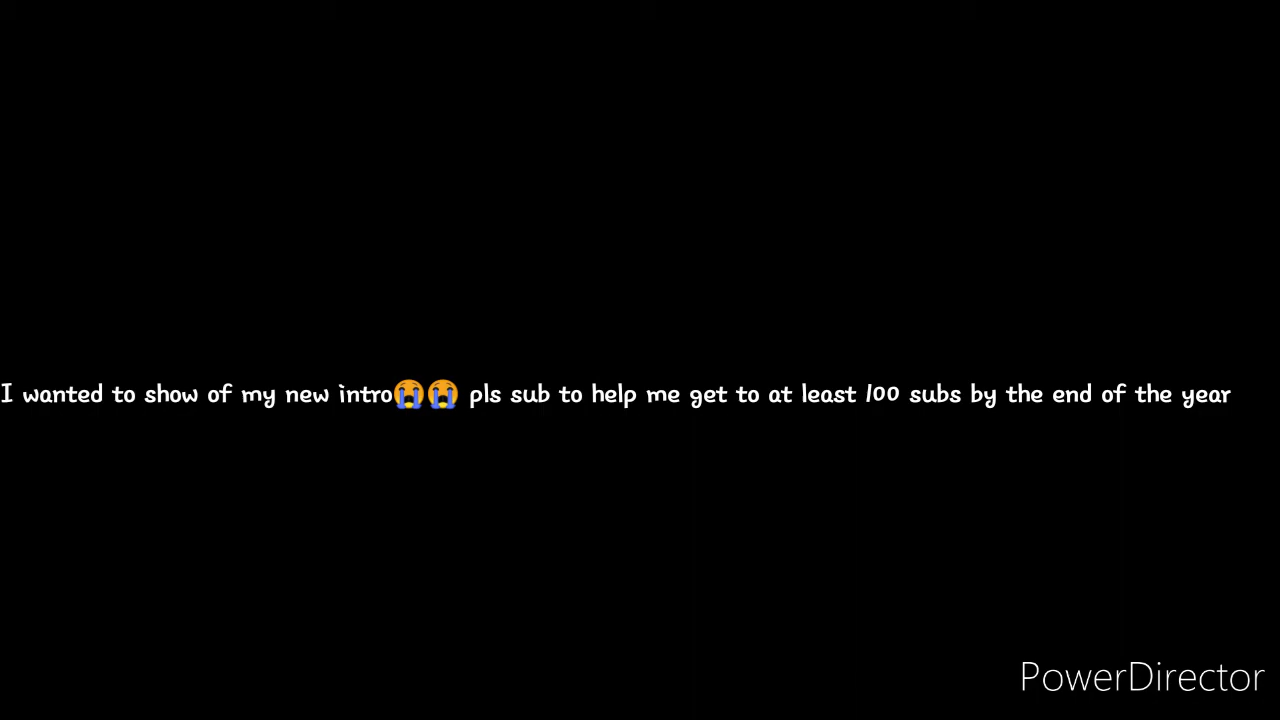 I wanted to show of my new intro😭😭 pls sub to help me get to at least 100 subs by the end of the year
PowerDirector